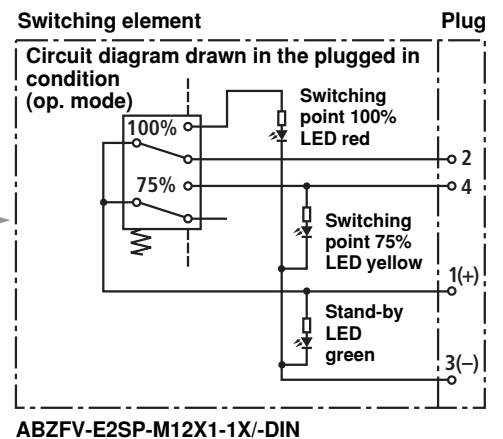 Switching element
Plug
Circuit diagram drawn in the plugged in
condition
(op. mode)
Switching
point 100%
LED red
100%
2
75%
4
Switching
point 75%
LED yellow
1(+)
Stand-by
LED
green
3(–)
ABZFV-E2SP-M12X1-1X/-DIN